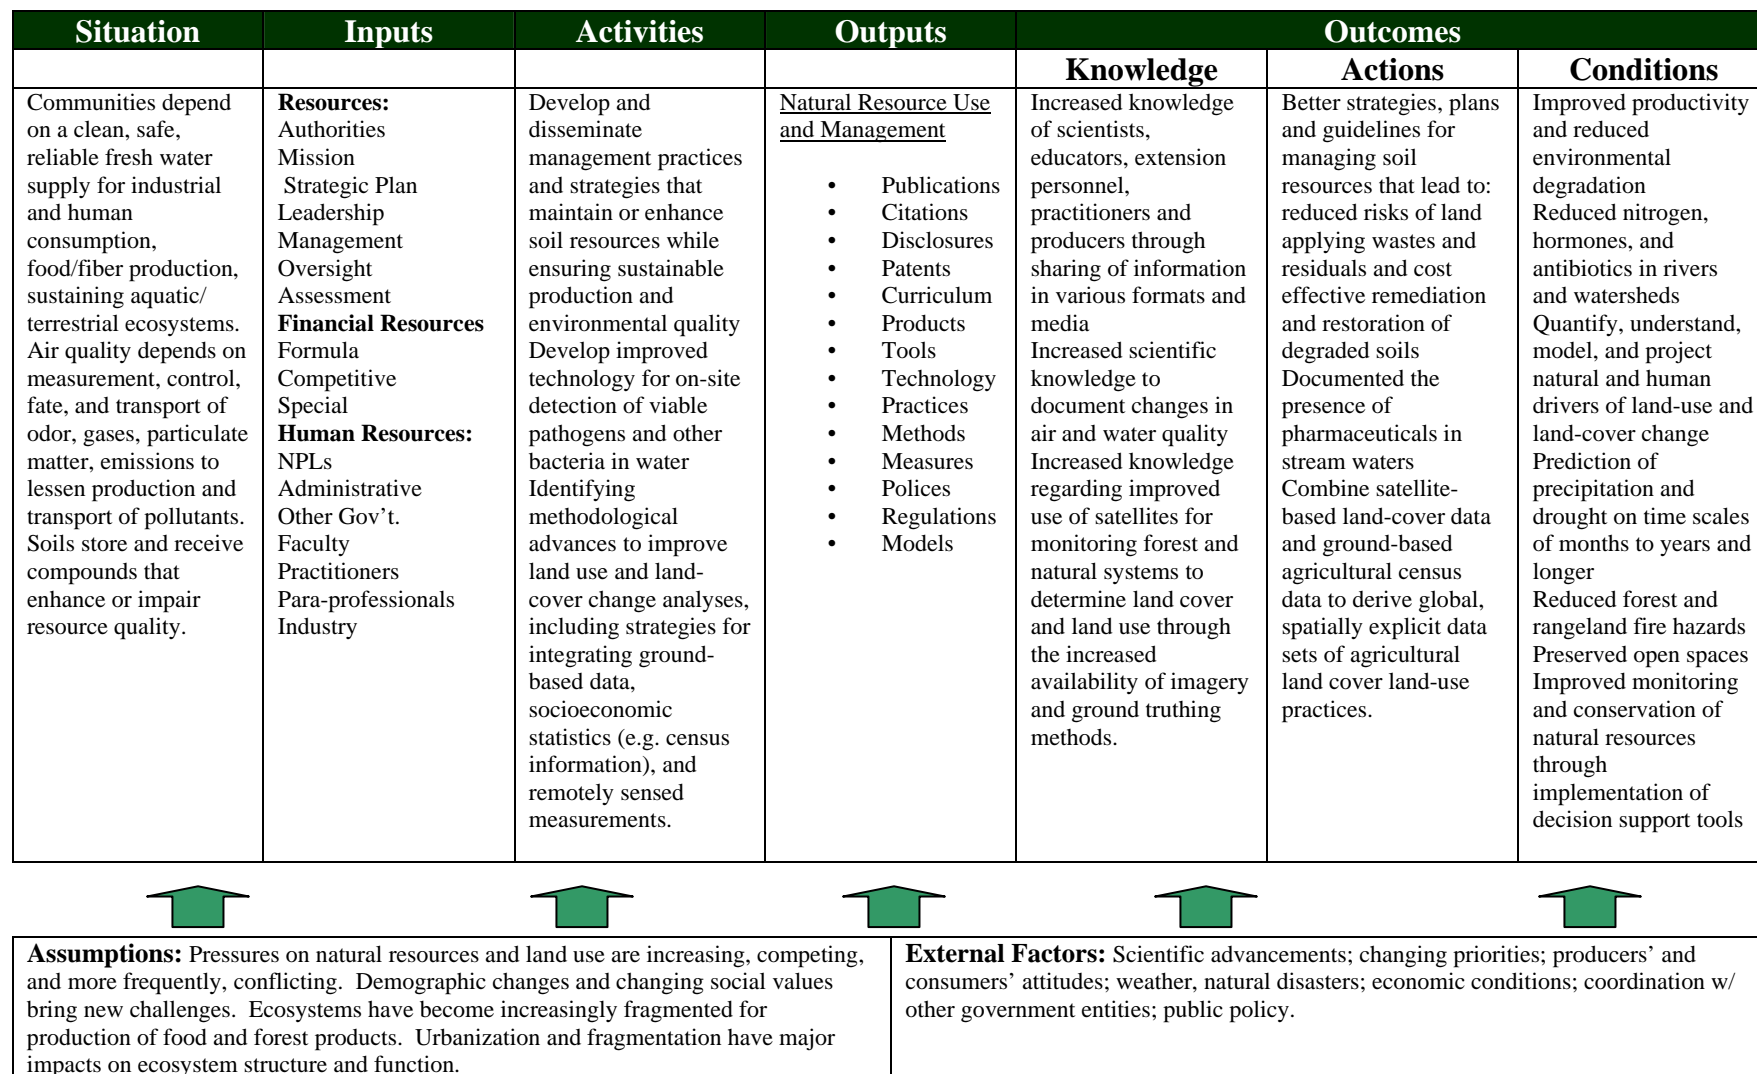 Situation
Inputs
Activities
Outputs
Outcomes
Knowledge
Actions
Conditions
Communities depend
on a clean, safe,
reliable fresh water
supply for industrial
and human
consumption,
food/fiber production,
sustaining aquatic/
terrestrial ecosystems.
Air quality depends on
measurement, control,
fate, and transport of
odor, gases, particulate
matter, emissions to
lessen production and
transport of pollutants.
Soils store and receive
compounds that
enhance or impair
resource quality.
Resources:
Authorities
Mission
Strategic Plan
Leadership
Management
Oversight
Assessment
Financial Resources
Formula
Competitive
Special
Human Resources:
NPLs
Administrative
Other Gov’t.
Faculty
Practitioners
Para-professionals
Industry
Develop and
disseminate
management practices
and strategies that
maintain or enhance
soil resources while
ensuring sustainable
production and
environmental quality
Develop improved
technology for on-site
detection of viable
pathogens and other
bacteria in water
Identifying
methodological
advances to improve
land use and land-
cover change analyses,
including strategies for
integrating ground-
based data,
socioeconomic
statistics (e.g. census
information), and
remotely sensed
measurements.
Natural Resource Use
and Management
• Publications
• Citations
• Disclosures
• Patents
• Curriculum
• Products
• Tools
• Technology
• Practices
• Methods
• Measures
• Polices
• Regulations
• Models
Increased knowledge
of scientists,
educators, extension
personnel,
practitioners and
producers through
sharing of information
in various formats and
media
Increased scientific
knowledge to
document changes in
air and water quality
Increased knowledge
regarding improved
use of satellites for
monitoring forest and
natural systems to
determine land cover
and land use through
the increased
availability of imagery
and ground truthing
methods.
Better strategies, plans
and guidelines for
managing soil
resources that lead to:
reduced risks of land
applying wastes and
residuals and cost
effective remediation
and restoration of
degraded soils
Documented the
presence of
pharmaceuticals in
stream waters
Combine satellite-
based land-cover data
and ground-based
agricultural census
data to derive global,
spatially explicit data
sets of agricultural
land cover land-use
practices.
Improved productivity
and reduced
environmental
degradation
Reduced nitrogen,
hormones, and
antibiotics in rivers
and watersheds
Quantify, understand,
model, and project
natural and human
drivers of land-use and
land-cover change
Prediction of
precipitation and
drought on time scales
of months to years and
longer
Reduced forest and
rangeland fire hazards
Preserved open spaces
Improved monitoring
and conservation of
natural resources
through
implementation of
decision support tools
Assumptions: Pressures on natural resources and land use are increasing, competing,
and more frequently, conflicting. Demographic changes and changing social values
bring new challenges. Ecosystems have become increasingly fragmented for
production of food and forest products. Urbanization and fragmentation have major
impacts on ecosystem structure and function.
External Factors: Scientific advancements; changing priorities; producers’ and
consumers’ attitudes; weather, natural disasters; economic conditions; coordination w/
other government entities; public policy.